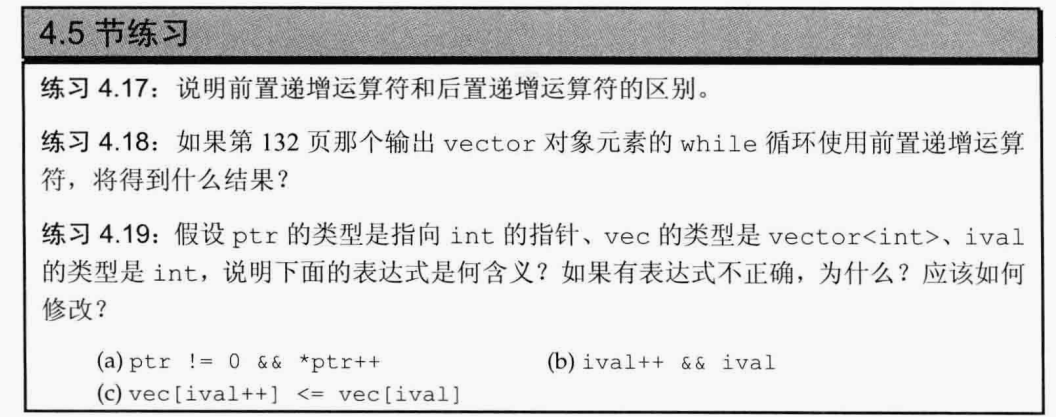 4.5 节练习
练习 4.17：说明前置递增运算符和后置递增运算符的区别。
练习 4.18：如果第 132 页那个输出 vector 对象元素的 while 循环使用前置递增运算
符，将得到什么结果？
练习 4.19：假设 ptr 的类型是指向 int 的指针、vec 的类型是 vector<int>、ival
的类型是 int，说明下面的表达式是何含义？如果有表达式不正确，为什么？应该如何
修改？
(a) ptr != 0 && *ptr++ (b) ival++ && ival
(c) vec[ival++] <= vec[ival]